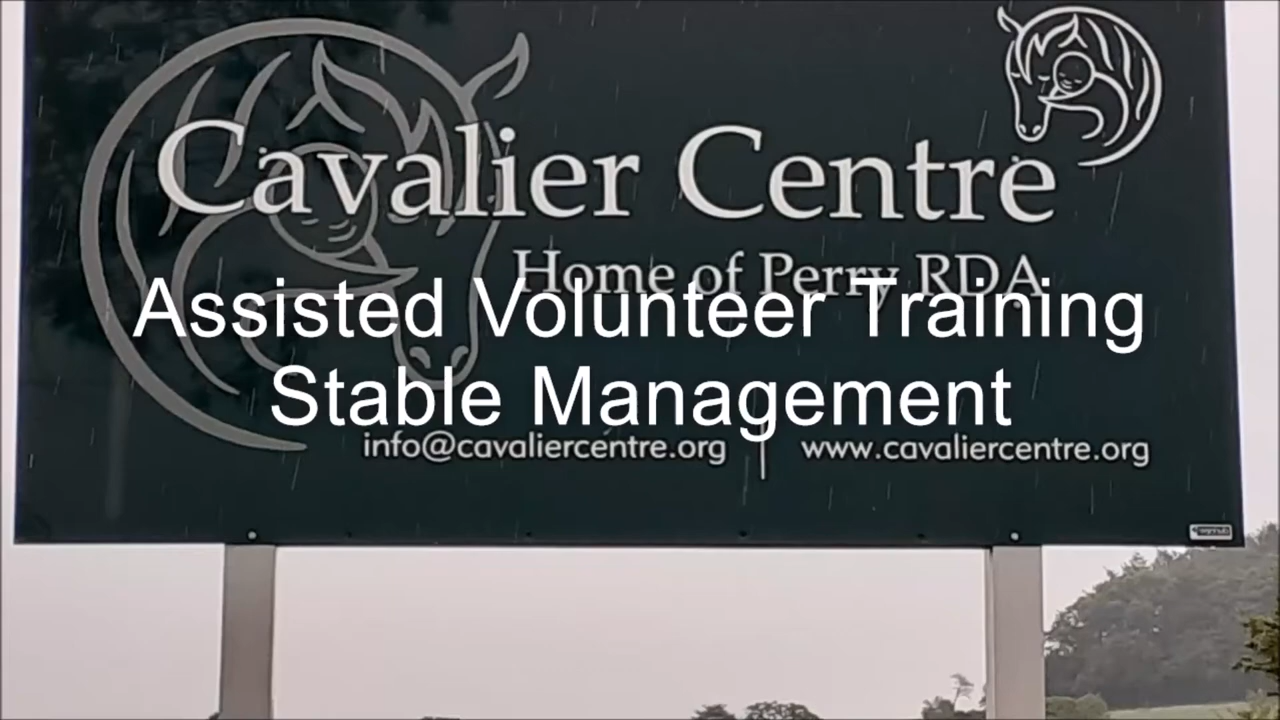 Cavalier Centre
Home of Perry RDA
Assisted Volunteer Training
Stable Management
info@cavaliercentre.org | www.cavaliercentre.org